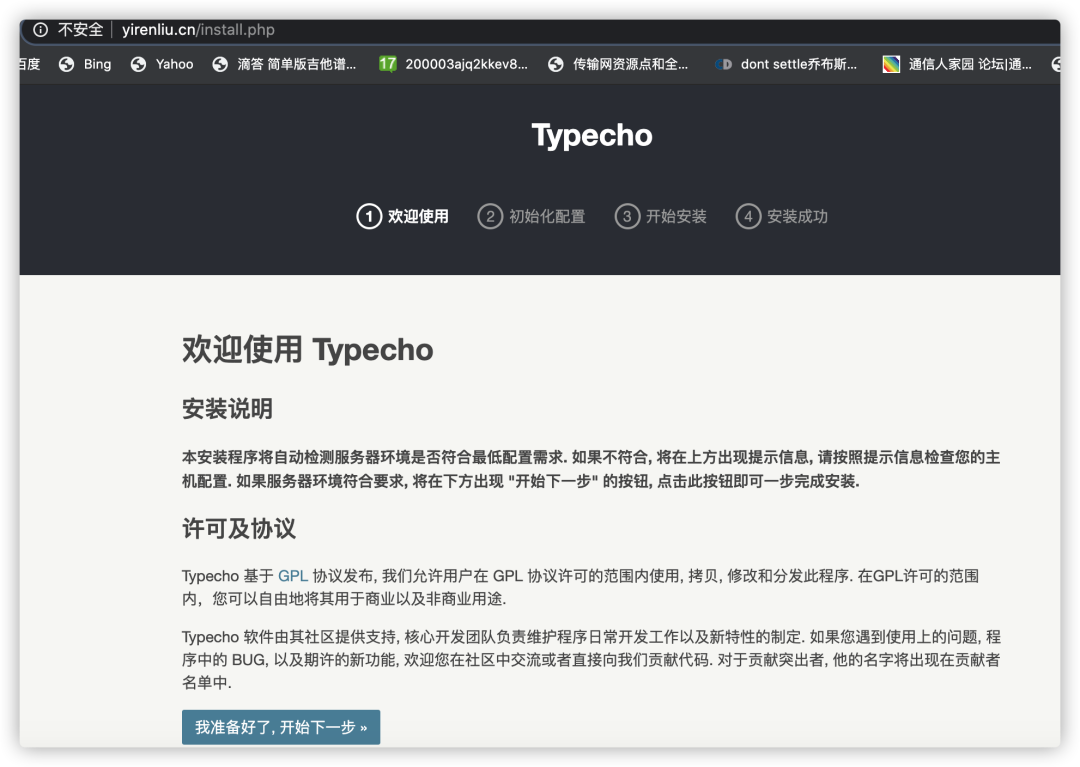 不安全 yirenliu.cn/install.php
百度 Bing Yahoo 滴答 简单版吉他谱... 17 200003ajq2kkev8... 传输网资源点和全... D dont settle乔布斯... 通信人家园 论坛|通...
Typecho
1 欢迎使用 2 初始化配置 3 开始安装 4 安装成功
欢迎使用 Typecho
安装说明
本安装程序将自动检测服务器环境是否符合最低配置需求. 如果不符合, 将在上方出现提示信息, 请按照提示信息检查您的主
机配置. 如果服务器环境符合要求, 将在下方出现 "开始下一步" 的按钮, 点击此按钮即可一步完成安装.
许可及协议
Typecho 基于 GPL 协议发布, 我们允许用户在 GPL 协议许可的范围内使用, 拷贝, 修改和分发此程序. 在GPL许可的范围
内，您可以自由地将其用于商业以及非商业用途.
Typecho 软件由其社区提供支持, 核心开发团队负责维护程序日常开发工作以及新特性的制定. 如果您遇到使用上的问题, 程
序中的 BUG, 以及期许的新功能, 欢迎您在社区中交流或者直接向我们贡献代码. 对于贡献突出者, 他的名字将出现在贡献者
名单中.
我准备好了, 开始下一步 »